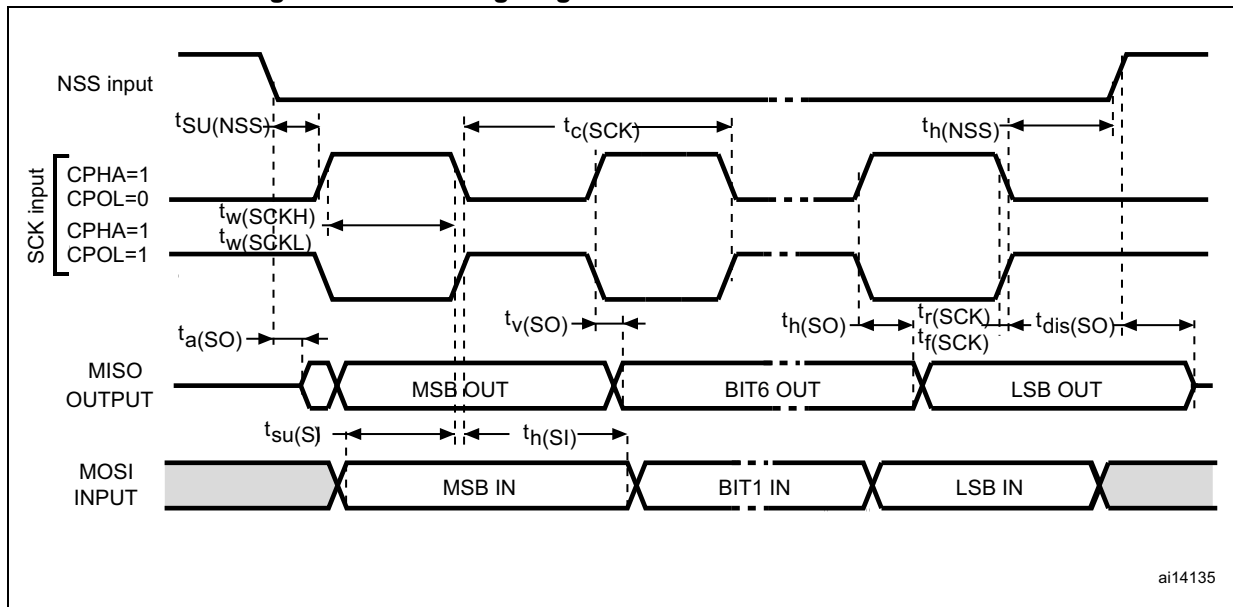 NSS input
tSU(NSS)
tc(SCK)
th(NSS)
SCK input
CPHA=1
CPOL=0
CPHA=1
CPOL=1
tw(SCKH)
tw(SCKL)
ta(SO)
tv(SO)
th(SO)
tr(SCK)
tf(SCK)
tdis(SO)
MISO
OUTPUT
MSB OUT
BIT6 OUT
LSB OUT
tsu(SI)
th(SI)
MOSI
INPUT
MSB IN
BIT1 IN
LSB IN
ai14135